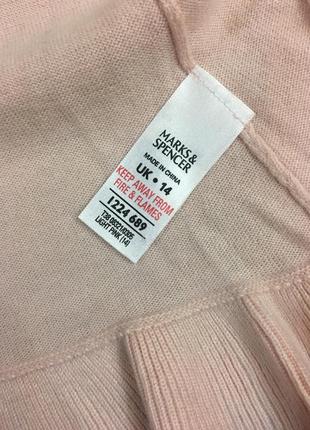 MARKS &
SPENCER
MADE IN CHINA
UK • 14
KEEP AWAY FROM
FIRE & FLAMES
1224 689
LIGHT PINK (14)